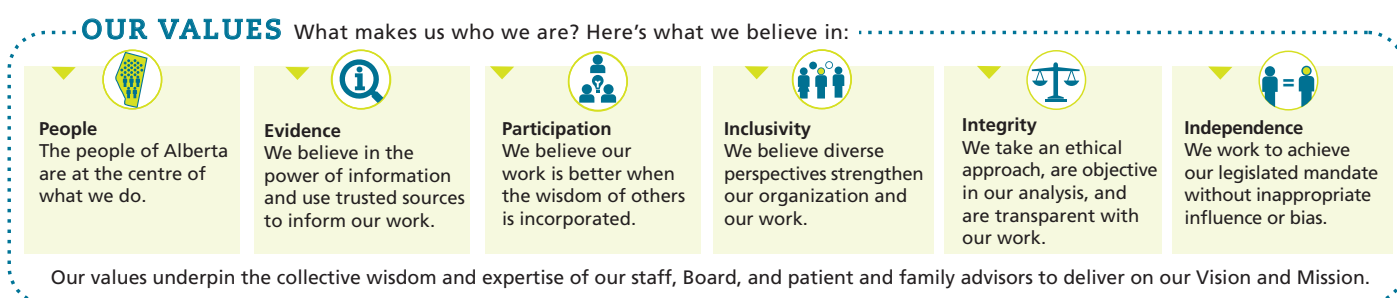 OUR VALUES What makes us who we are? Here’s what we believe in:
People
The people of Alberta
are at the centre of
what we do.
Evidence
We believe in the
power of information
and use trusted sources
to inform our work.
Participation
We believe our
work is better when
the wisdom of others
is incorporated.
Inclusivity
We believe diverse
perspectives strengthen
our organization and
our work.
Integrity
We take an ethical
approach, are objective
in our analysis, and
are transparent with
our work.
Independence
We work to achieve
our legislated mandate
without inappropriate
influence or bias.
Our values underpin the collective wisdom and expertise of our staff, Board, and patient and family advisors to deliver on our Vision and Mission.